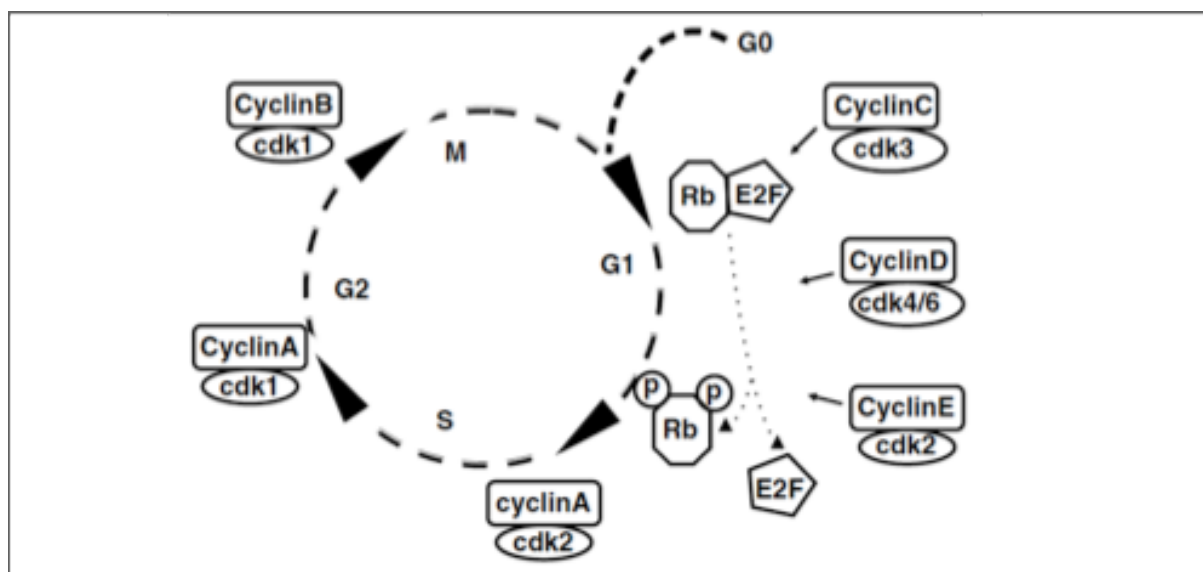 G0
CyclinB
cdk1
CyclinC
cdk3
M
Rb
E2F
G1
CyclinD
cdk4/6
G2
CyclinA
cdk1
P
P
Rb
CyclinE
cdk2
S
E2F
cyclinA
cdk2